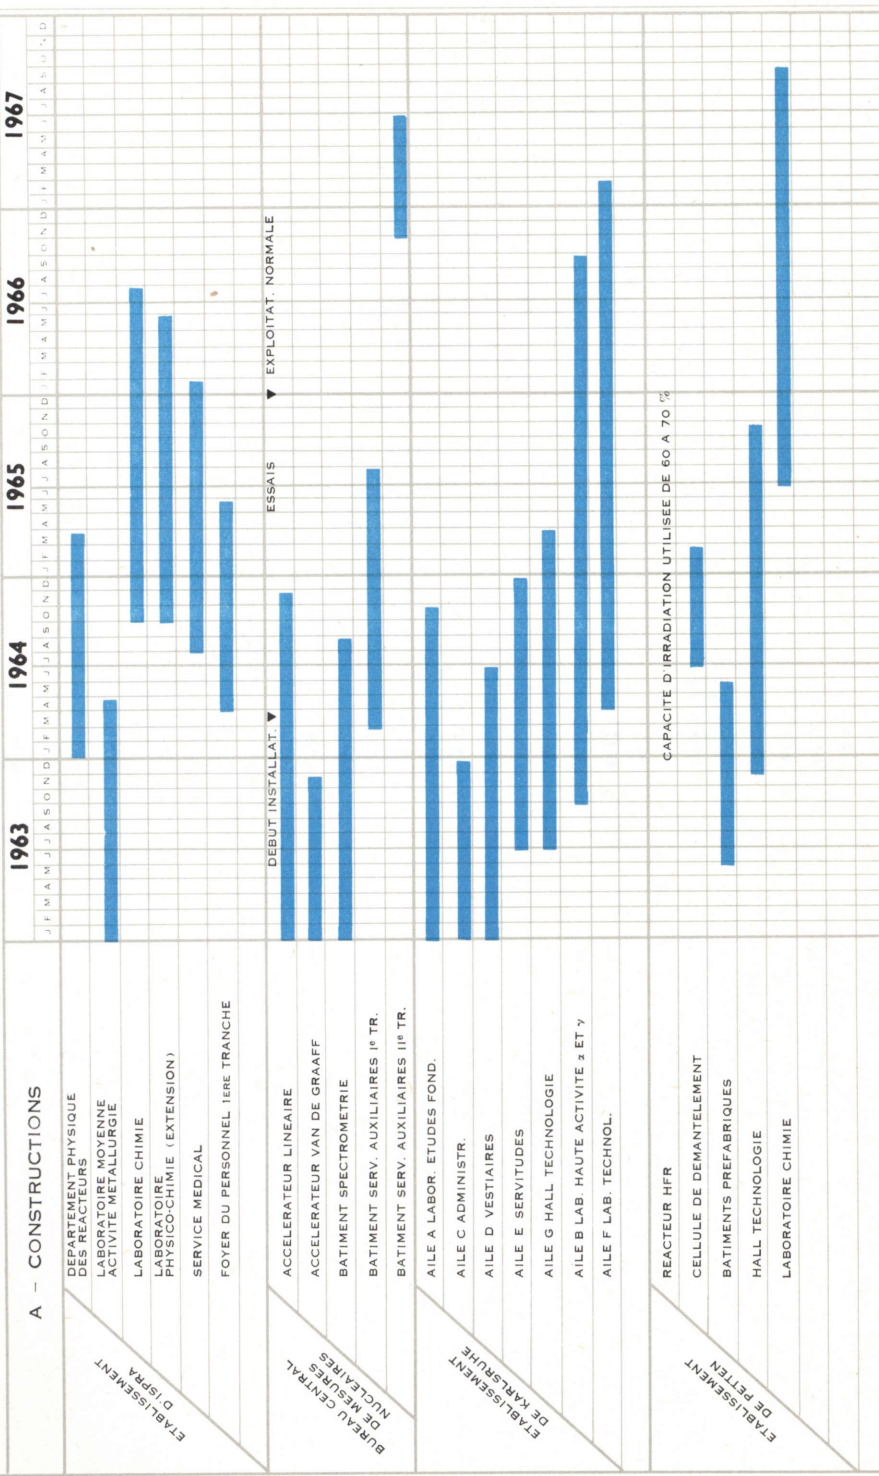 A – CONSTRUCTIONS
1963
1964
1965
1966
1967
J F M A M J J A S O N D J F M A M J J A S O N D J F M A M J J A S O N D J F M A M J J A S O N D J F M A M J J A S O N D
ETABLISSEMENT
D'ISPRA
DEPARTEMENT PHYSIQUE
DES REACTEURS
LABORATOIRE MOYENNE
ACTIVITE METALLURGIE
LABORATOIRE CHIMIE
LABORATOIRE
PHYSICO-CHIMIE (EXTENSION)
SERVICE MEDICAL
FOYER DU PERSONNEL 1ERE TRANCHE
BUREAU CENTRAL
DE MESURES
NUCLEAIRES
DEBUT INSTALLAT. ▼
ESSAIS
▼ EXPLOITAT. NORMALE
ACCELERATEUR LINEAIRE
ACCELERATEUR VAN DE GRAAFF
BATIMENT SPECTROMETRIE
BATIMENT SERV. AUXILIAIRES Iᵉ TR.
BATIMENT SERV. AUXILIAIRES IIᵉ TR.
ETABLISSEMENT
DE KARLSRUHE
AILE A LABOR. ETUDES FOND.
AILE C ADMINISTR.
AILE D VESTIAIRES
AILE E SERVITUDES
AILE G HALL TECHNOLOGIE
AILE B LAB. HAUTE ACTIVITE α ET γ
AILE F LAB. TECHNOL.
ETABLISSEMENT
DE PETTEN
REACTEUR HFR
CAPACITE D'IRRADIATION UTILISEE DE 60 A 70 %
CELLULE DE DEMANTELEMENT
BATIMENTS PREFABRIQUES
HALL TECHNOLOGIE
LABORATOIRE CHIMIE